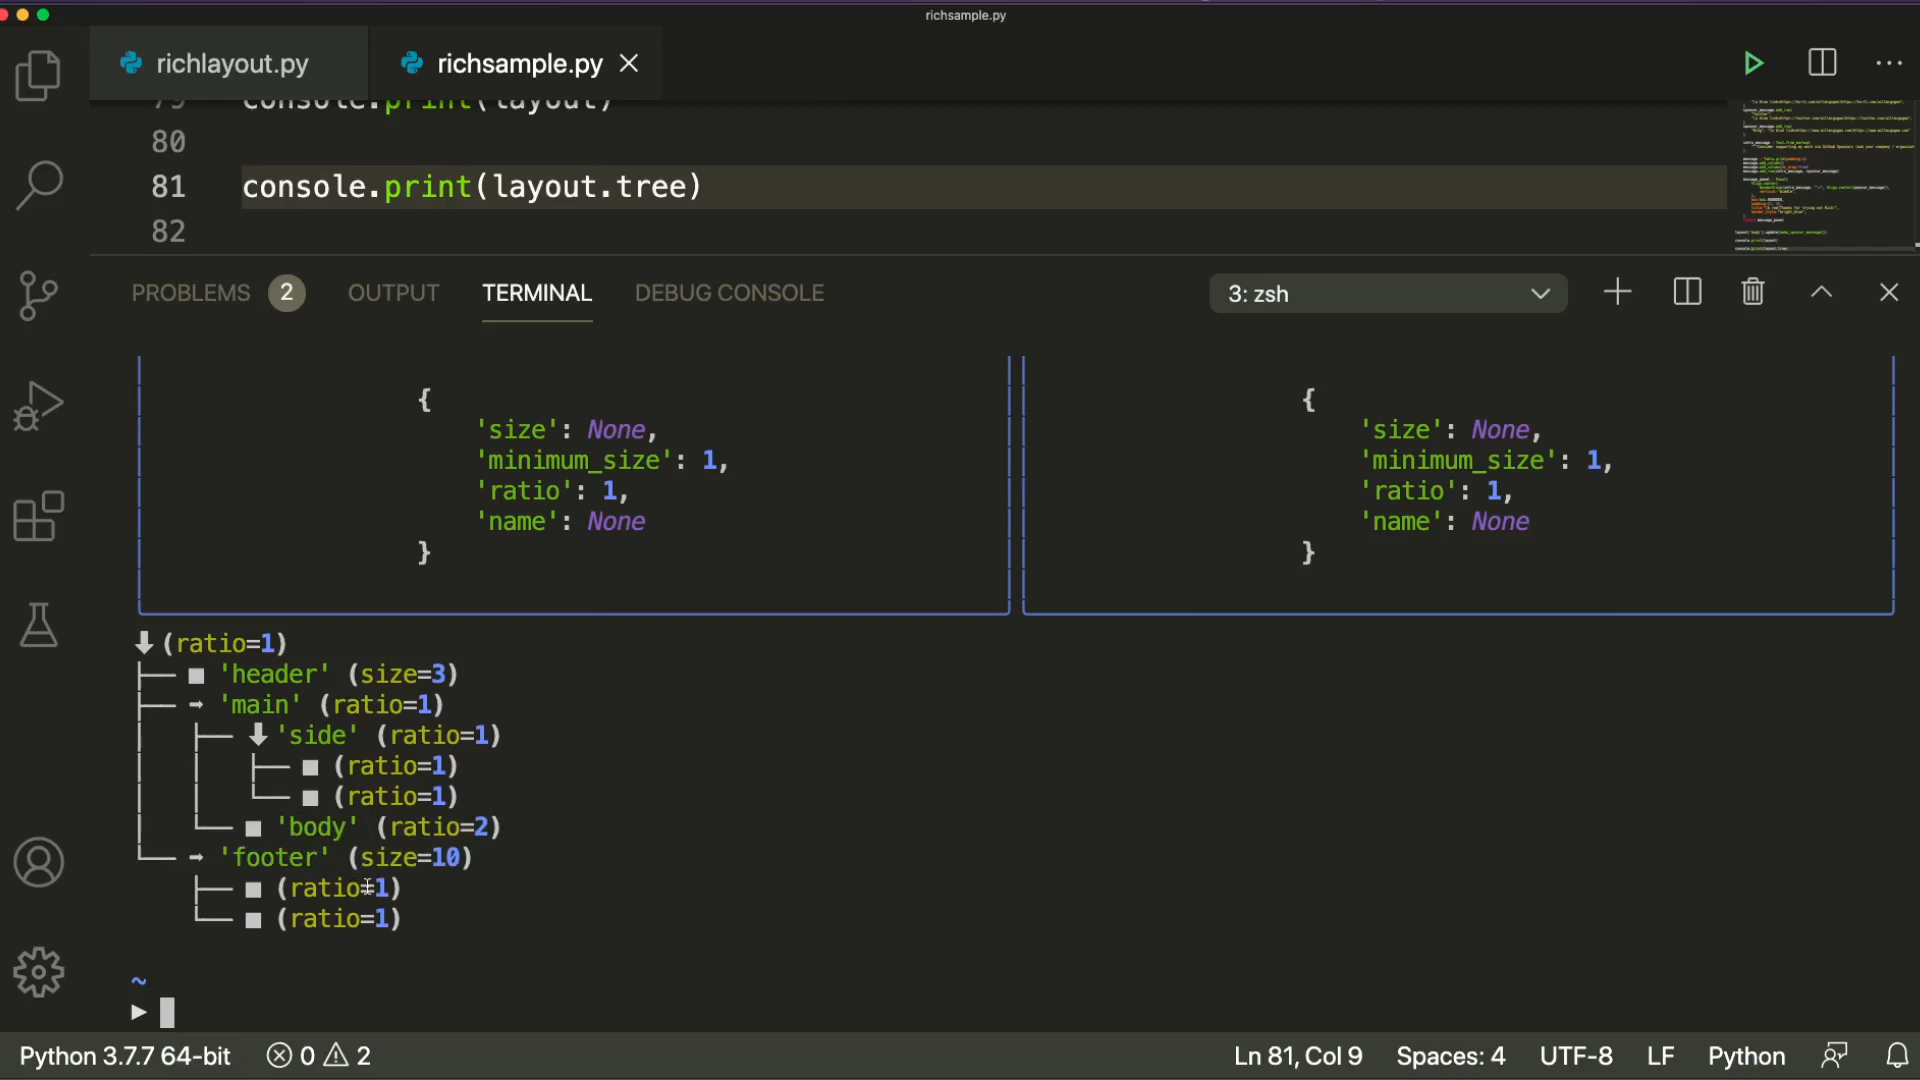 richsample.py
richlayout.py richsample.py
79 console.print(layout)
80
81 console.print(layout.tree)
82
PROBLEMS 2 OUTPUT TERMINAL DEBUG CONSOLE 3: zsh
{ {
'size': None, 'size': None,
'minimum_size': 1, 'minimum_size': 1,
'ratio': 1, 'ratio': 1,
'name': None 'name': None
} }
⬇ (ratio=1)
├── ■ 'header' (size=3)
├── ➡ 'main' (ratio=1)
│   ├── ⬇ 'side' (ratio=1)
│   │   ├── ■ (ratio=1)
│   │   └── ■ (ratio=1)
│   └── ■ 'body' (ratio=2)
└── ➡ 'footer' (size=10)
    ├── ■ (ratio=1)
    └── ■ (ratio=1)
~
▶
Python 3.7.7 64-bit 0 2 Ln 81, Col 9 Spaces: 4 UTF-8 LF Python